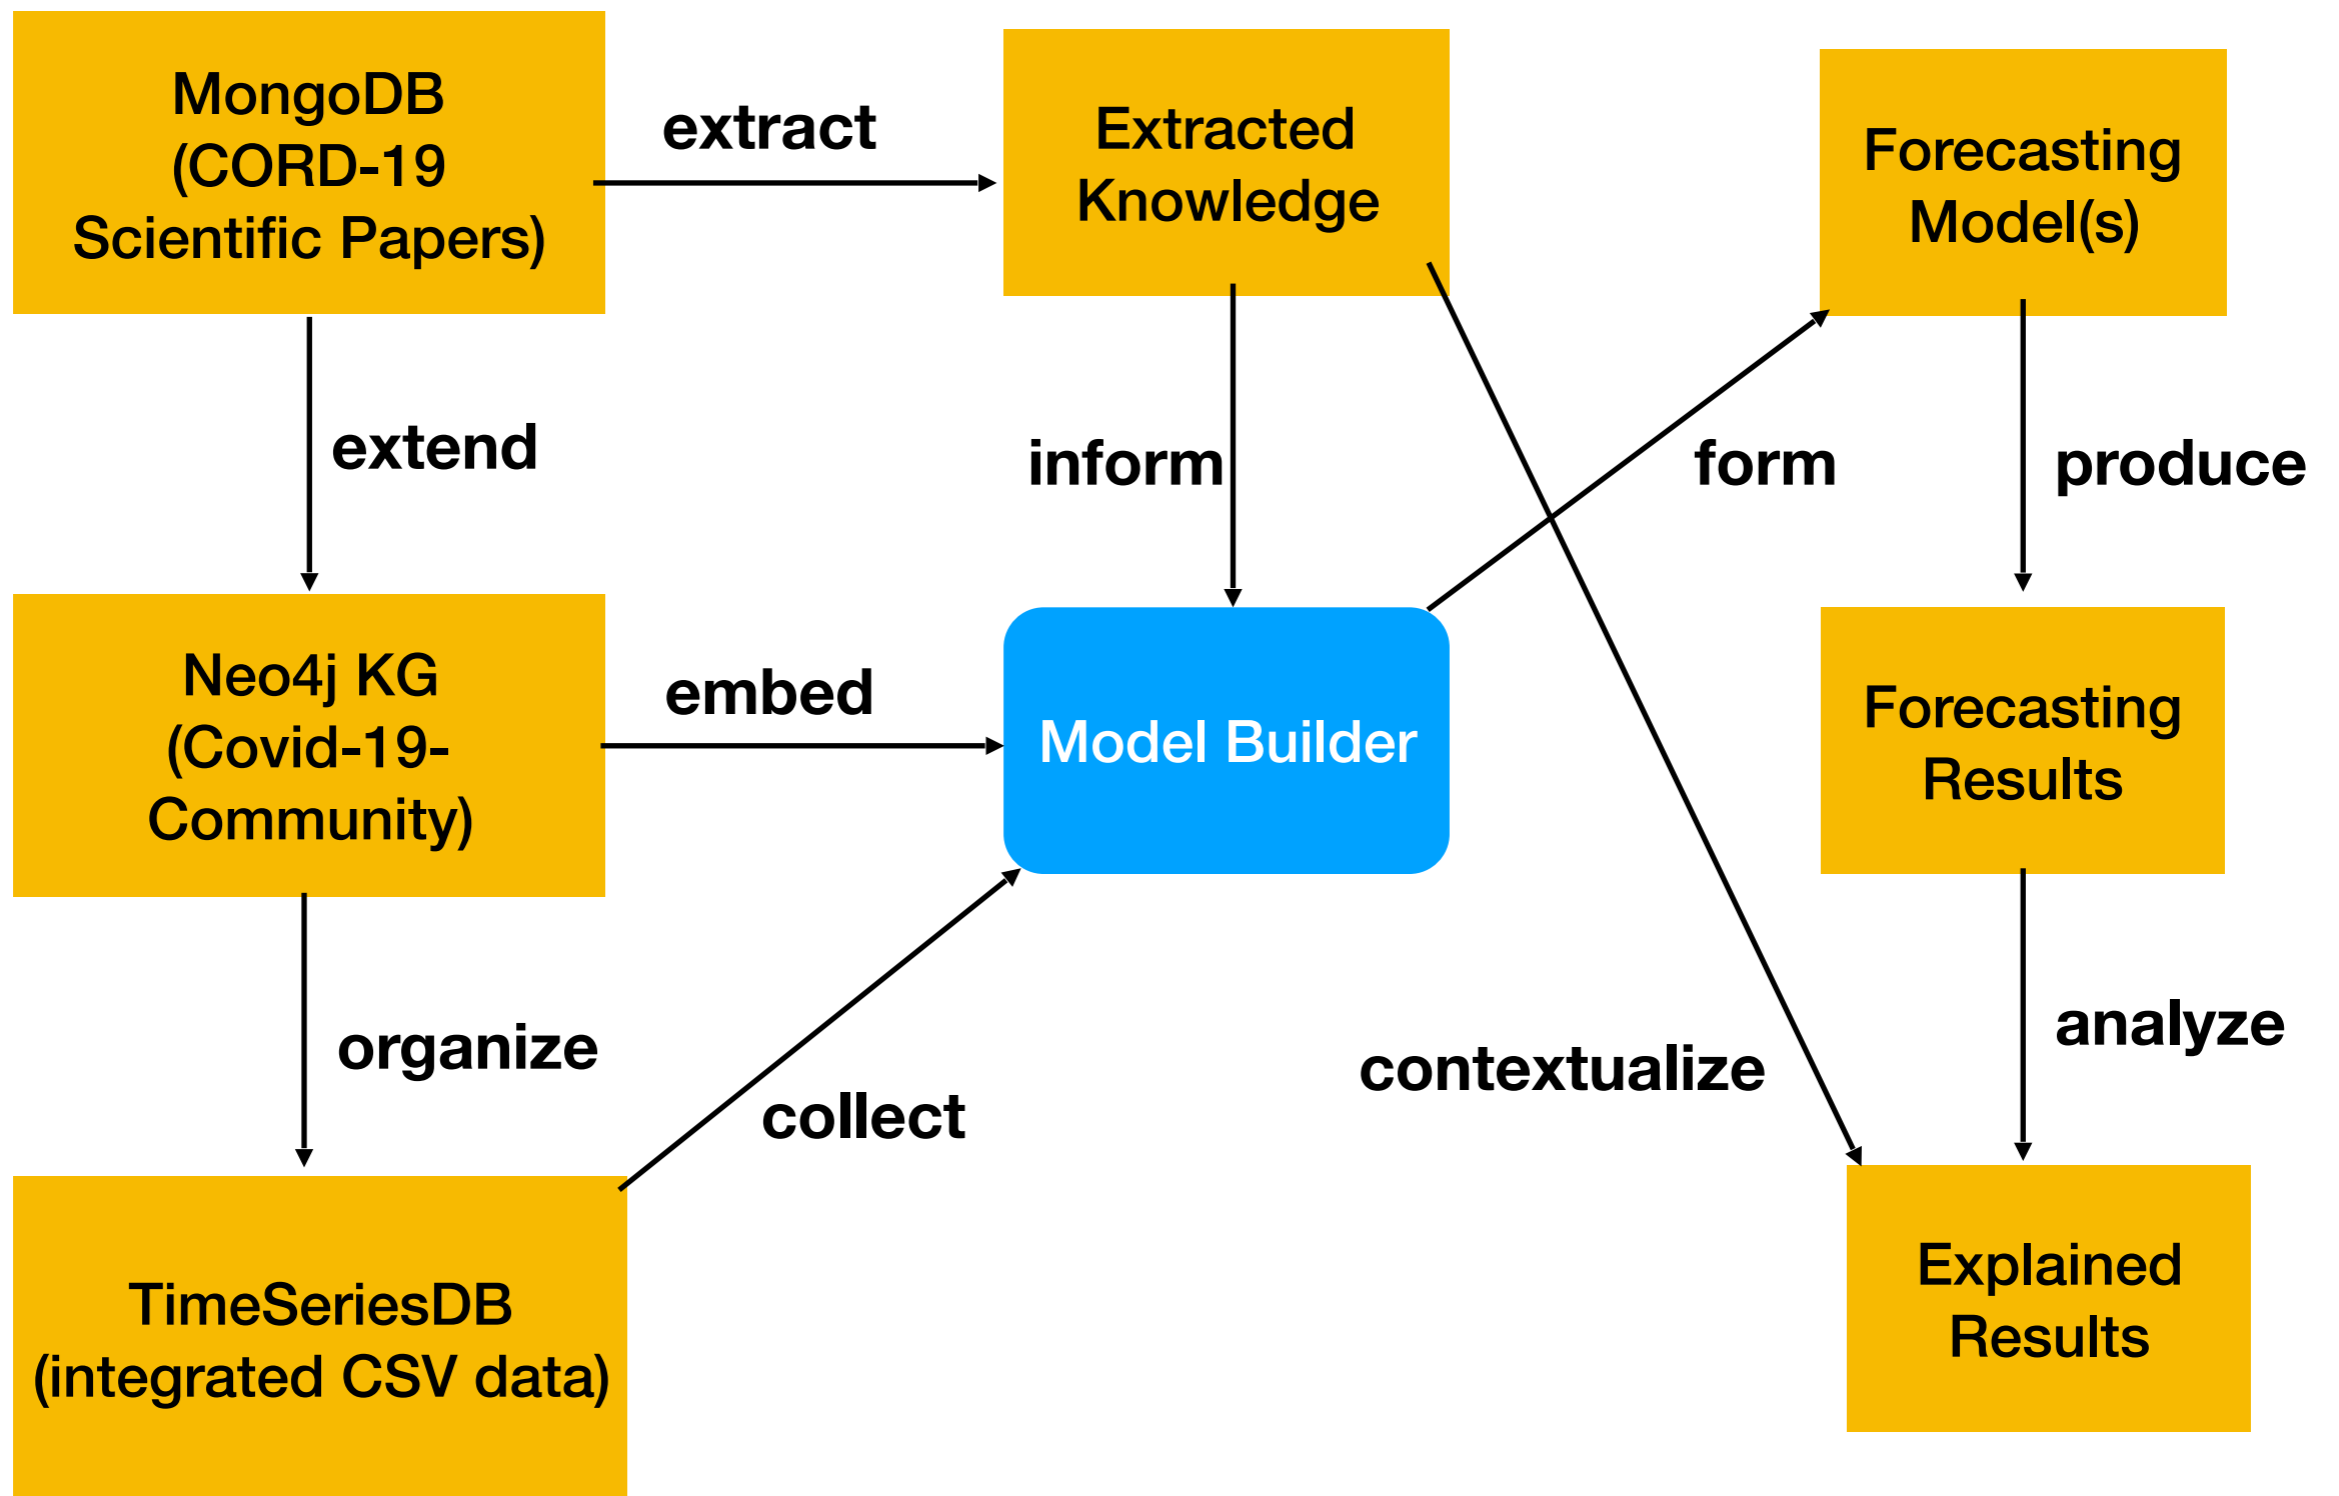 MongoDB
(CORD-19
Scientific Papers)
extract
Extracted
Knowledge
Forecasting
Model(s)
extend
inform
form
produce
Neo4j KG
(Covid-19-
Community)
embed
Model Builder
Forecasting
Results
organize
collect
contextualize
analyze
TimeSeriesDB
(integrated CSV data)
Explained
Results